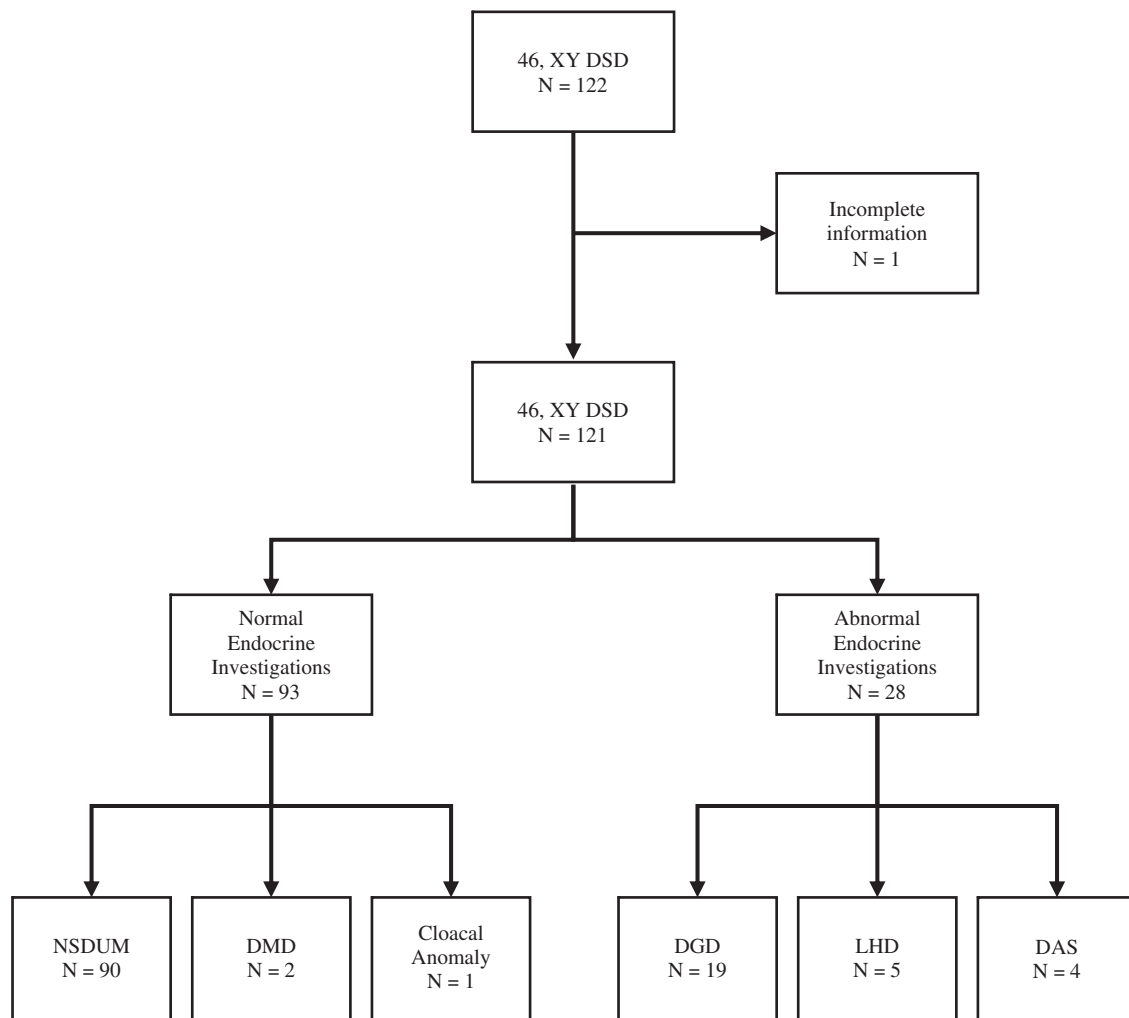 46, XY DSD
N = 122
Incomplete
information
N = 1
46, XY DSD
N = 121
Normal
Endocrine
Investigations
N = 93
Abnormal
Endocrine
Investigations
N = 28
NSDUM
N = 90
DMD
N = 2
Cloacal
Anomaly
N = 1
DGD
N = 19
LHD
N = 5
DAS
N = 4